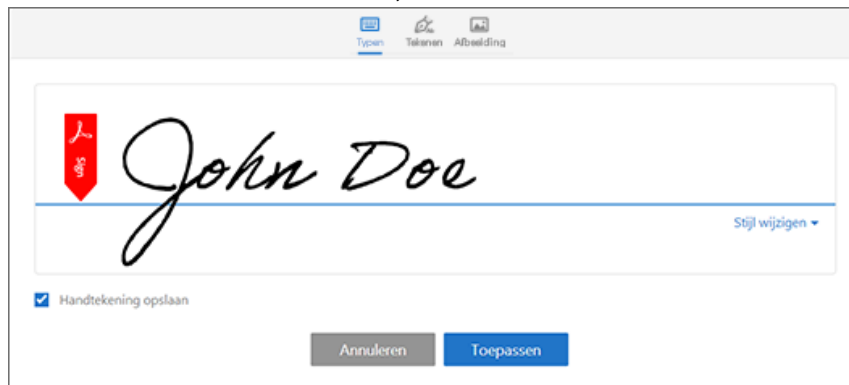 Typen Tekenen Afbeelding
Sign
John Doe
Stijl wijzigen
Handtekening opslaan
Annuleren Toepassen